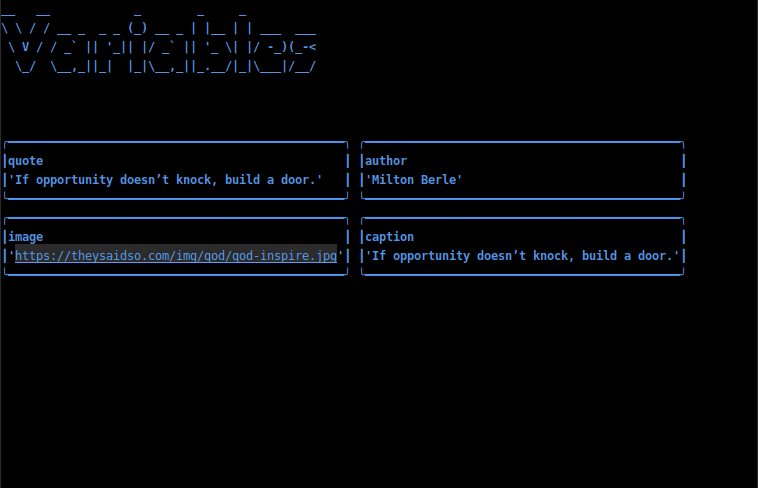 Variables
quote
'If opportunity doesn’t knock, build a door.'
author
'Milton Berle'
image
'https://theysaidso.com/img/qod/qod-inspire.jpg'
caption
'If opportunity doesn’t knock, build a door.'